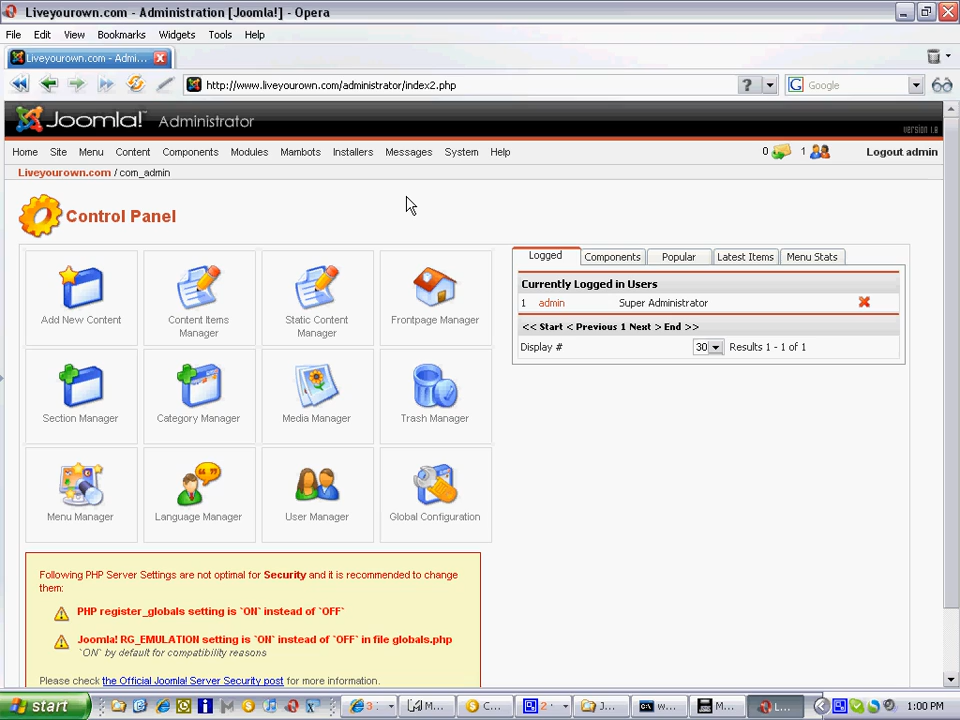 Liveyourown.com - Administration [Joomla!] - Opera
File Edit View Bookmarks Widgets Tools Help
Liveyourown.com - Admi...
http://www.liveyourown.com/administrator/index2.php
? Google
Joomla!™ Administrator
version 1.0
Home Site Menu Content Components Modules Mambots Installers Messages System Help 0 1 Logout admin
Liveyourown.com / com_admin
Control Panel
Logged Components Popular Latest Items Menu Stats
Currently Logged in Users
1 admin Super Administrator
<< Start < Previous 1 Next > End >>
Display # 30 Results 1 - 1 of 1
Add New Content
Content Items Manager
Static Content Manager
Frontpage Manager
Section Manager
Category Manager
Media Manager
Trash Manager
Menu Manager
Language Manager
User Manager
Global Configuration
Following PHP Server Settings are not optimal for Security and it is recommended to change
them:
PHP register_globals setting is `ON` instead of `OFF`
Joomla! RG_EMULATION setting is `ON` instead of `OFF` in file globals.php
`ON` by default for compatibility reasons
Please check the Official Joomla! Server Security post for more information.
start 3 M... C... 2 J... w... M... L... 1:00 PM